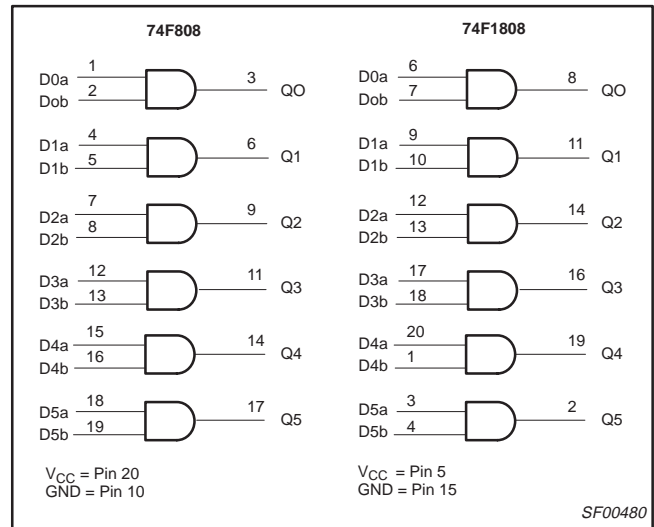 74F808
1
D0a
2
Dob
3
QO
4
D1a
5
D1b
6
Q1
7
D2a
8
D2b
9
Q2
12
D3a
13
D3b
11
Q3
15
D4a
16
D4b
14
Q4
18
D5a
19
D5b
17
Q5
VCC = Pin 20
GND = Pin 10
74F1808
6
D0a
7
Dob
8
QO
9
D1a
10
D1b
11
Q1
12
D2a
13
D2b
14
Q2
17
D3a
18
D3b
16
Q3
20
D4a
1
D4b
19
Q4
3
D5a
4
D5b
2
Q5
VCC = Pin 5
GND = Pin 15
SF00480